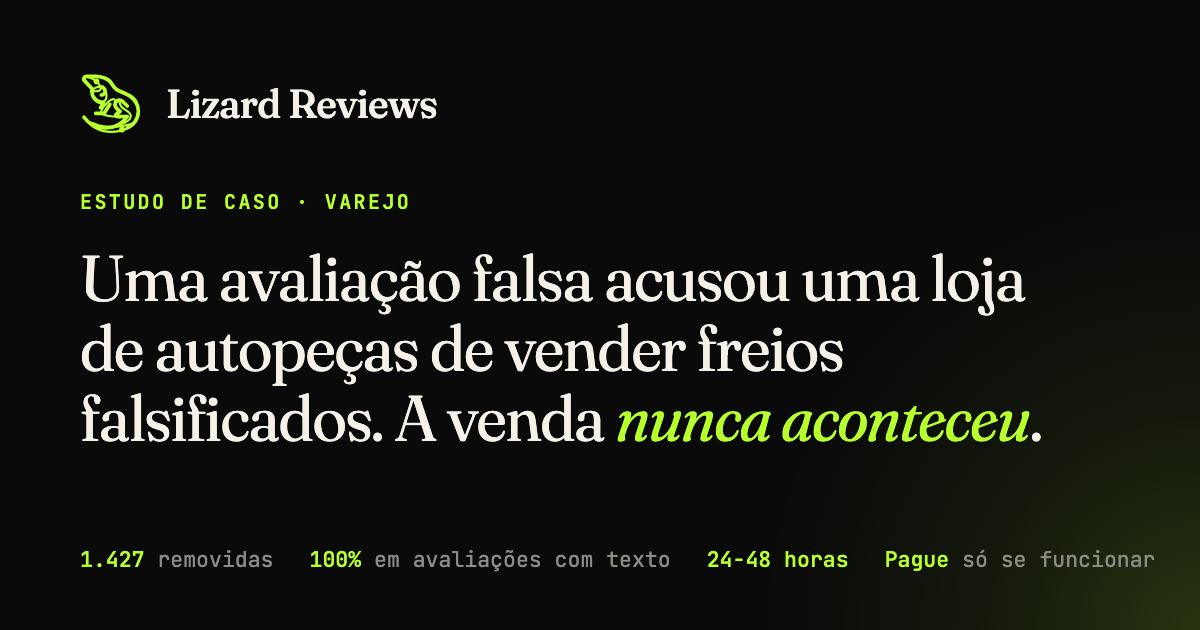 Lizard Reviews
ESTUDO DE CASO · VAREJO
Uma avaliação falsa acusou uma loja
de autopeças de vender freios
falsificados. A venda nunca aconteceu.
1.427 removidas 100% em avaliações com texto 24-48 horas Pague só se funcionar